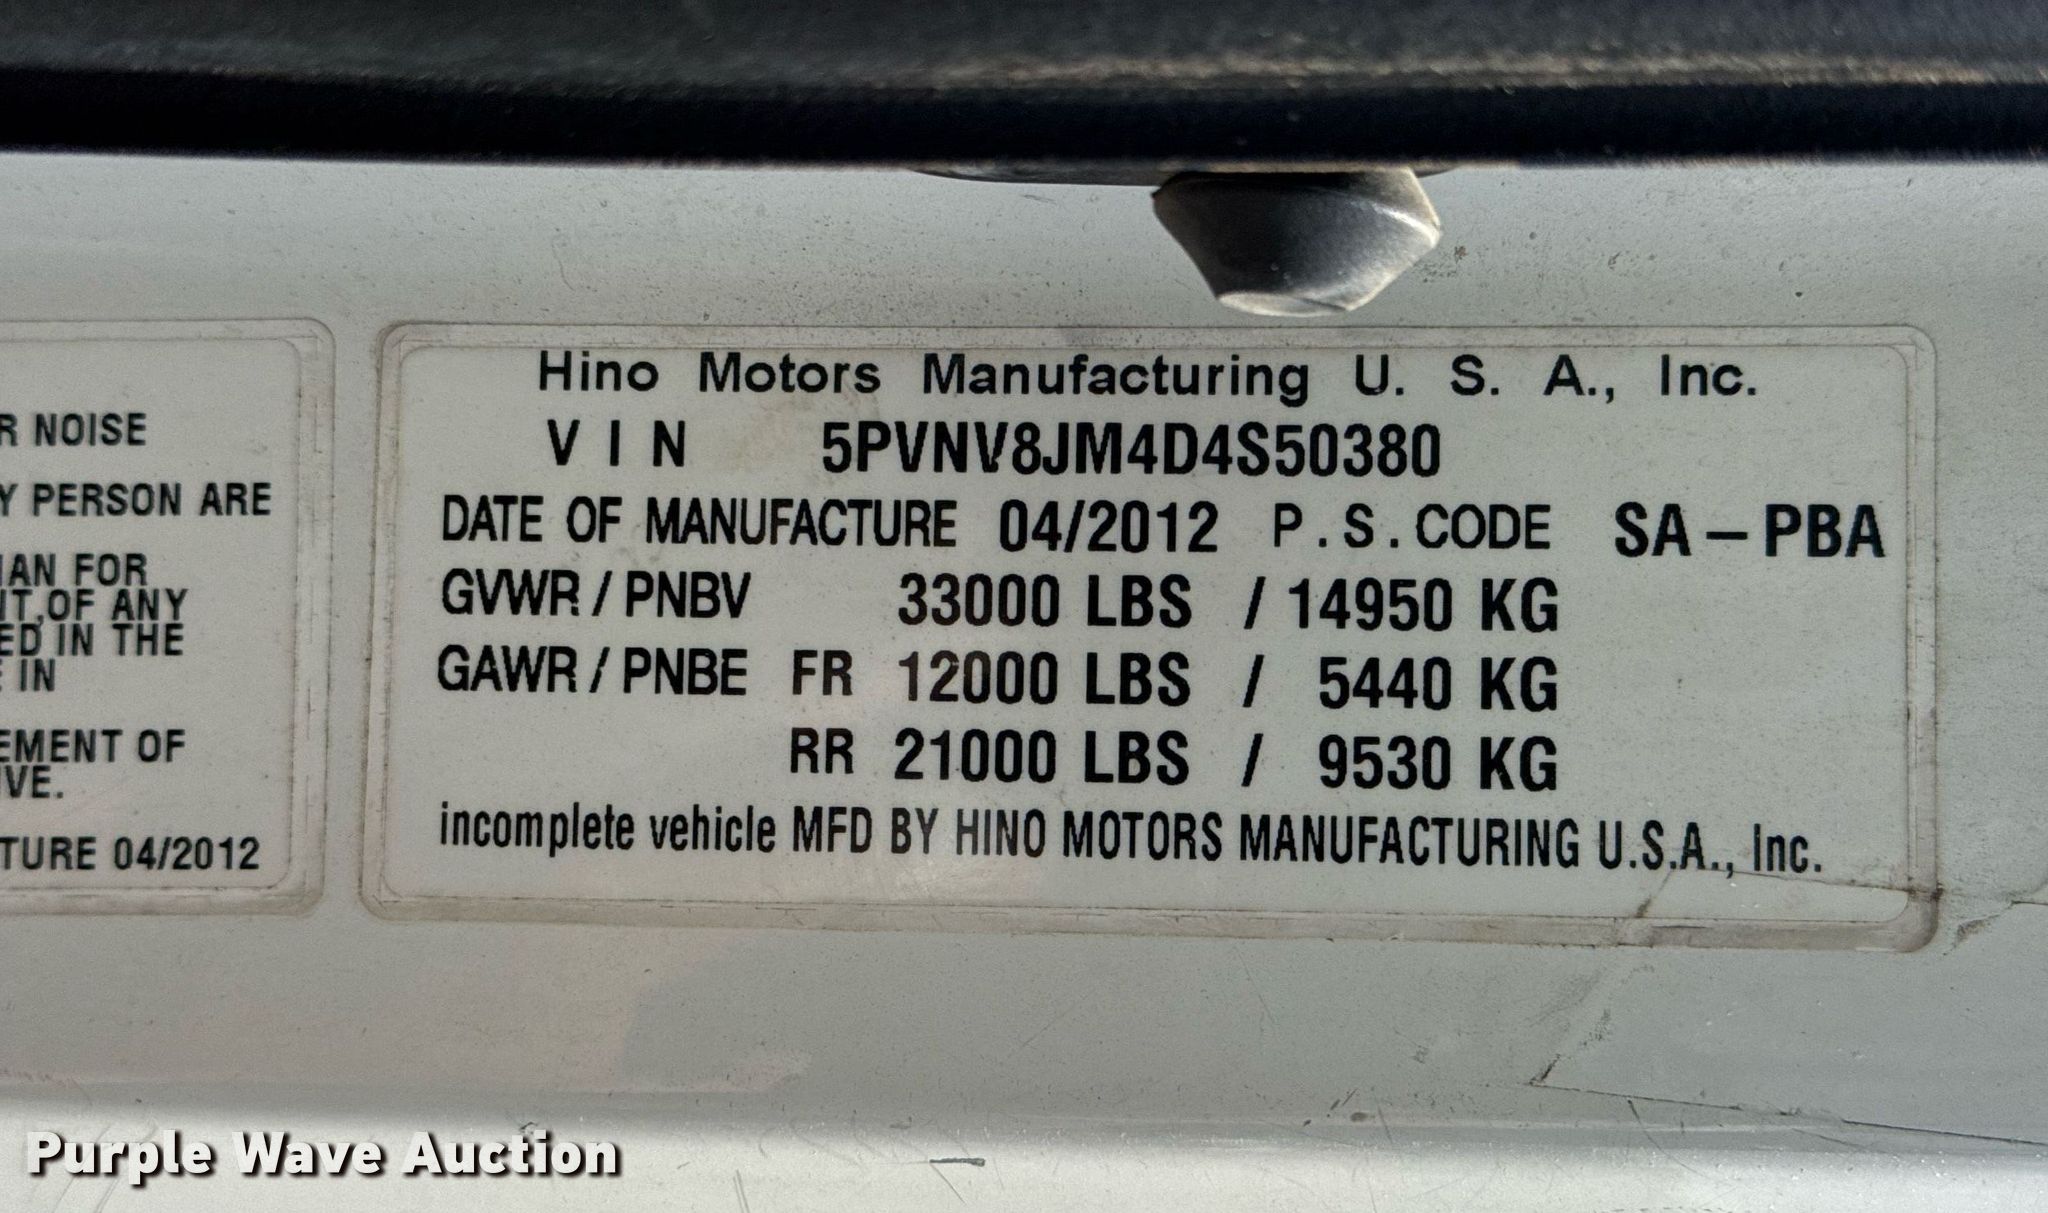 R NOISE
Y PERSON ARE
AN FOR
T,OF ANY
ED IN THE
IN
EMENT OF
VE.
TURE 04/2012
Hino Motors Manufacturing U. S. A., Inc.
V I N 5PVNV8JM4D4S50380
DATE OF MANUFACTURE 04/2012 P.S.CODE SA-PBA
GVWR / PNBV 33000 LBS / 14950 KG
GAWR / PNBE FR 12000 LBS / 5440 KG
RR 21000 LBS / 9530 KG
incomplete vehicle MFD BY HINO MOTORS MANUFACTURING U.S.A., Inc.
Purple Wave Auction